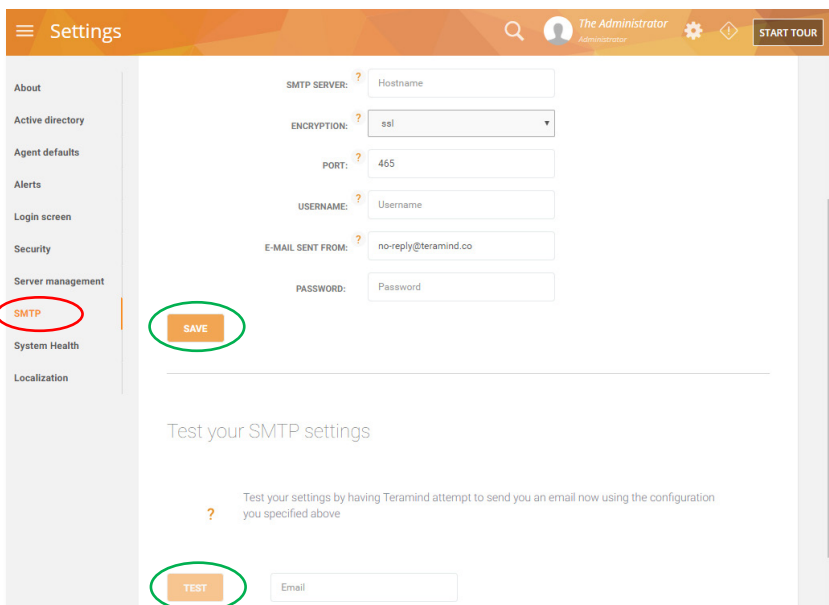 Settings
The Administrator
Administrator
START TOUR
About
Active directory
Agent defaults
Alerts
Login screen
Security
Server management
SMTP
System Health
Localization
SMTP SERVER: ? Hostname
ENCRYPTION: ? ssl
PORT: ? 465
USERNAME: ? Username
E-MAIL SENT FROM: ? no-reply@teramind.co
PASSWORD: Password
SAVE
Test your SMTP settings
? Test your settings by having Teramind attempt to send you an email now using the configuration
you specified above
TEST Email